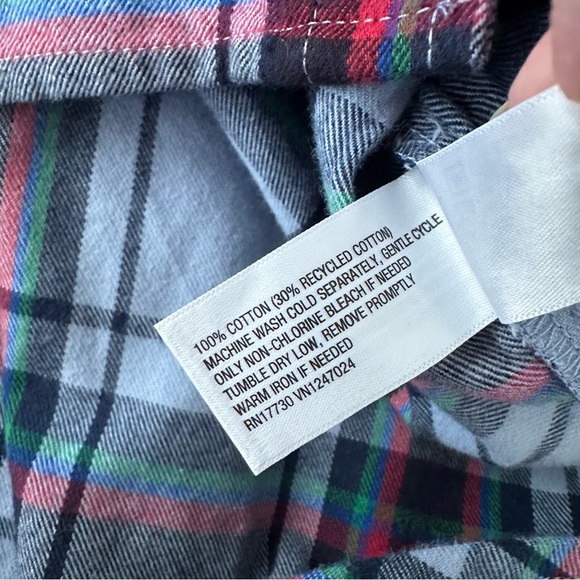 100% COTTON (30% RECYCLED COTTON)
MACHINE WASH COLD SEPARATELY, GENTLE CYCLE
ONLY NON-CHLORINE BLEACH IF NEEDED
TUMBLE DRY LOW, REMOVE PROMPTLY
WARM IRON IF NEEDED
RN17730 VN1247024